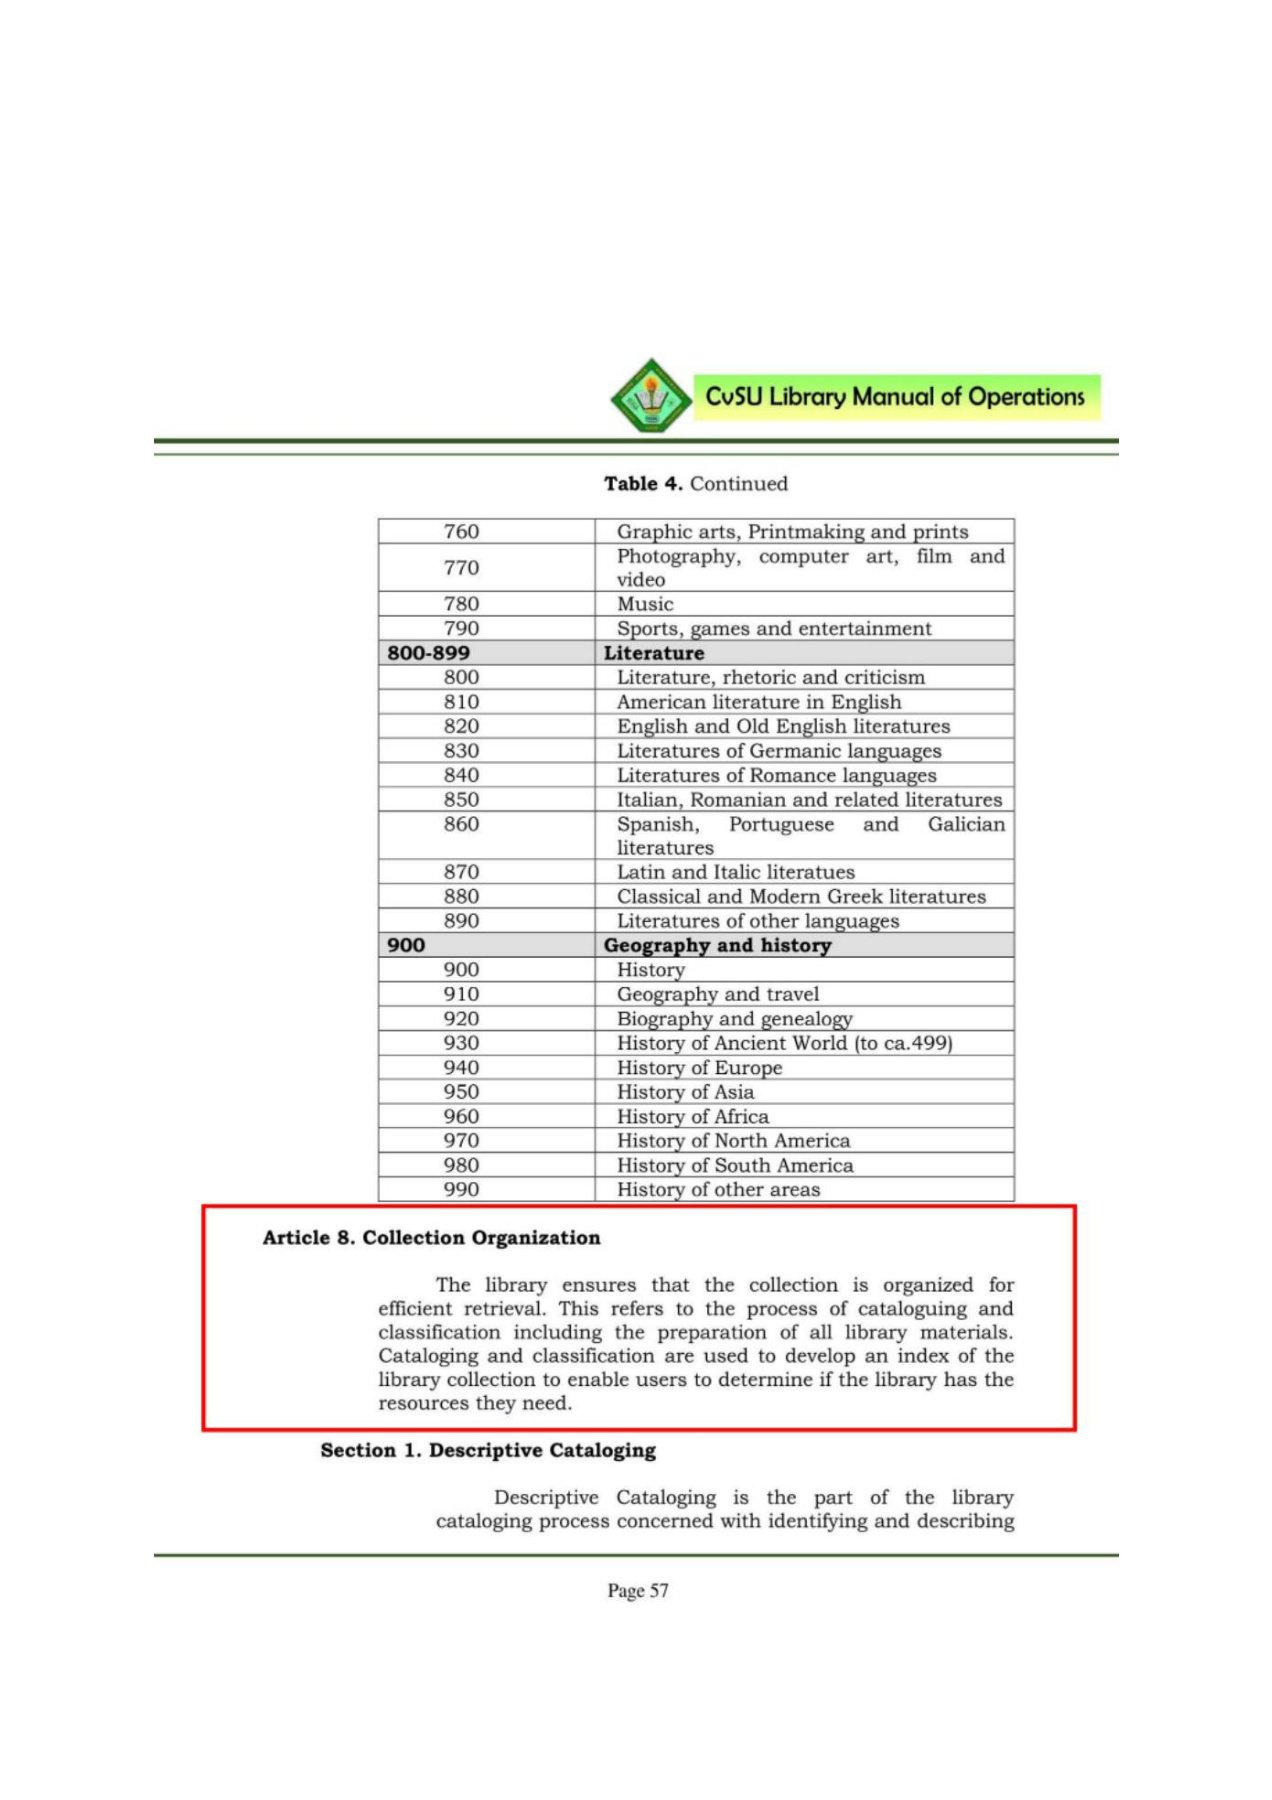 CvSU Library Manual of Operations
Table 4. Continued
760 Graphic arts, Printmaking and prints
770 Photography, computer art, film and
video
780 Music
790 Sports, games and entertainment
800-899 Literature
800 Literature, rhetoric and criticism
810 American literature in English
820 English and Old English literatures
830 Literatures of Germanic languages
840 Literatures of Romance languages
850 Italian, Romanian and related literatures
860 Spanish, Portuguese and Galician
literatures
870 Latin and Italic literatues
880 Classical and Modern Greek literatures
890 Literatures of other languages
900 Geography and history
900 History
910 Geography and travel
920 Biography and genealogy
930 History of Ancient World (to ca.499)
940 History of Europe
950 History of Asia
960 History of Africa
970 History of North America
980 History of South America
990 History of other areas
Article 8. Collection Organization
The library ensures that the collection is organized for
efficient retrieval. This refers to the process of cataloguing and
classification including the preparation of all library materials.
Cataloging and classification are used to develop an index of the
library collection to enable users to determine if the library has the
resources they need.
Section 1. Descriptive Cataloging
Descriptive Cataloging is the part of the library
cataloging process concerned with identifying and describing
Page 57